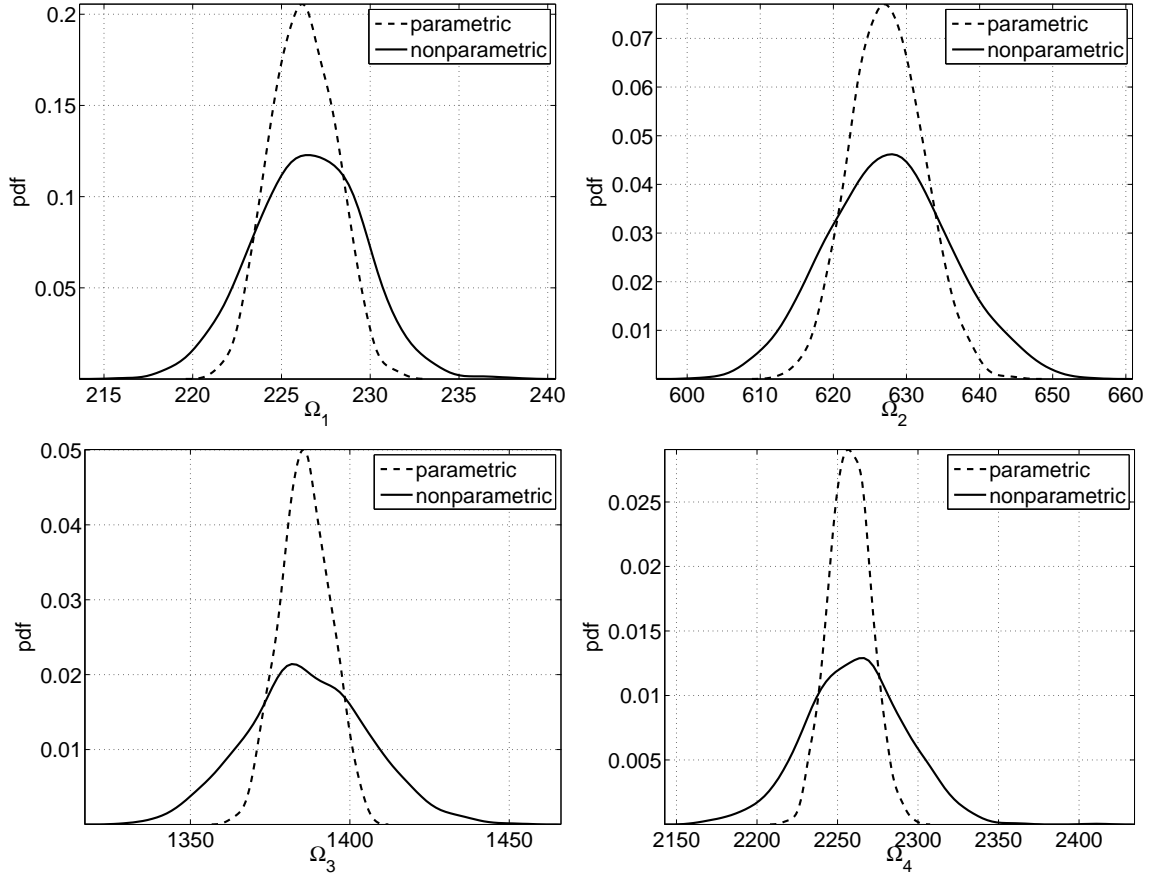 0.2
0.15
0.1
0.05
pdf
215
220
225
230
235
240
Ω1
parametric
nonparametric
0.07
0.06
0.05
0.04
0.03
0.02
0.01
pdf
600
610
620
630
640
650
660
Ω2
parametric
nonparametric
0.05
0.04
0.03
0.02
0.01
pdf
1350
1400
1450
Ω3
parametric
nonparametric
0.025
0.02
0.015
0.01
0.005
pdf
2150
2200
2250
2300
2350
2400
Ω4
parametric
nonparametric